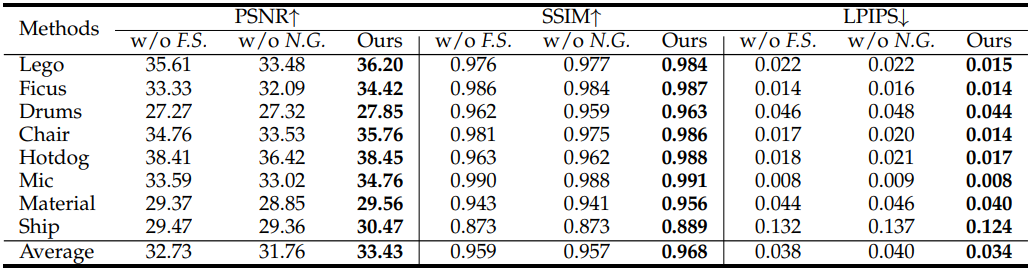 Methods PSNR↑ SSIM↑ LPIPS↓
w/o F.S. w/o N.G. Ours w/o F.S. w/o N.G. Ours w/o F.S. w/o N.G. Ours
Lego 35.61 33.48 36.20 0.976 0.977 0.984 0.022 0.022 0.015
Ficus 33.33 32.09 34.42 0.986 0.984 0.987 0.014 0.016 0.014
Drums 27.27 27.32 27.85 0.962 0.959 0.963 0.046 0.048 0.044
Chair 34.76 33.53 35.76 0.981 0.975 0.986 0.017 0.020 0.014
Hotdog 38.41 36.42 38.45 0.963 0.962 0.988 0.018 0.021 0.017
Mic 33.59 33.02 34.76 0.990 0.988 0.991 0.008 0.009 0.008
Material 29.37 28.85 29.56 0.943 0.941 0.956 0.044 0.046 0.040
Ship 29.47 29.36 30.47 0.873 0.873 0.889 0.132 0.137 0.124
Average 32.73 31.76 33.43 0.959 0.957 0.968 0.038 0.040 0.034